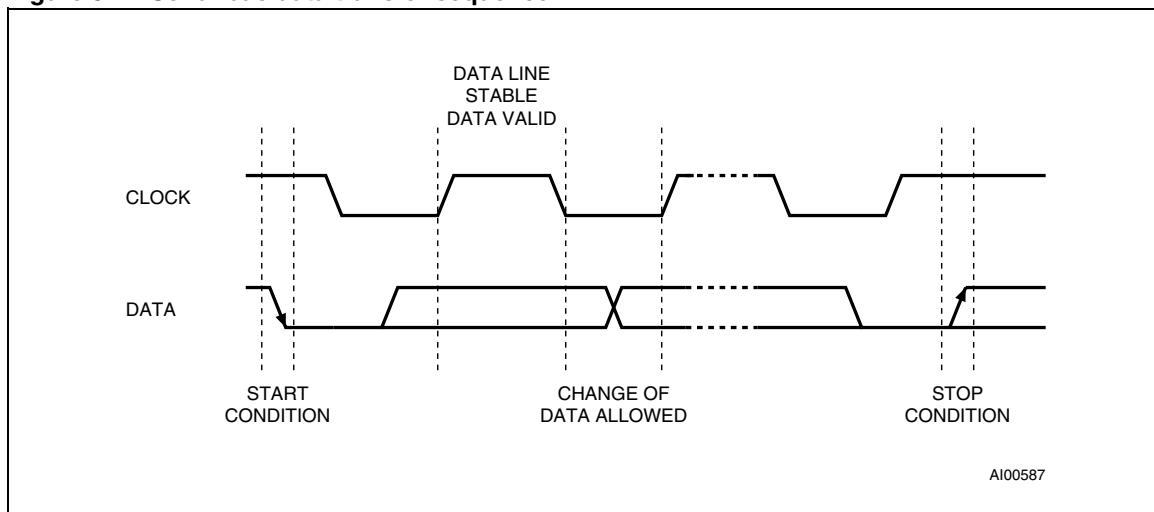 DATA LINE
STABLE
DATA VALID
CLOCK
DATA
START
CONDITION
CHANGE OF
DATA ALLOWED
STOP
CONDITION
AI00587